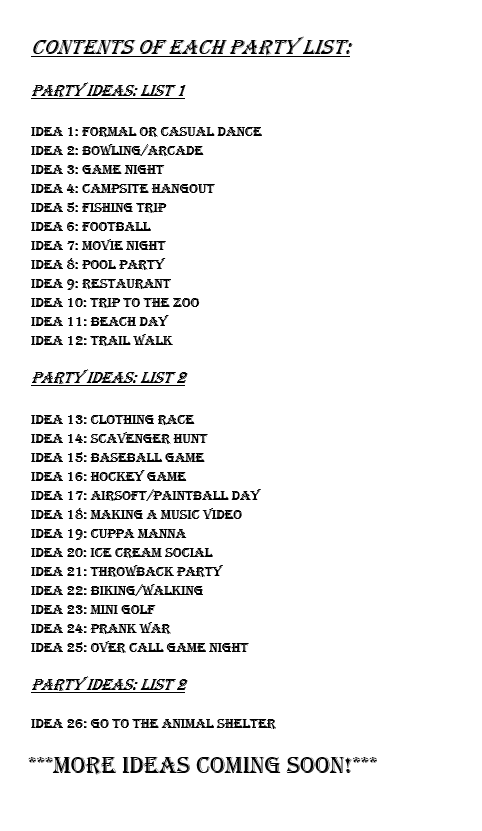 CONTENTS OF EACH PARTY LIST:
PARTY IDEAS: LIST 1
IDEA 1: FORMAL OR CASUAL DANCE
IDEA 2: BOWLING/ARCADE
IDEA 3: GAME NIGHT
IDEA 4: CAMPSITE HANGOUT
IDEA 5: FISHING TRIP
IDEA 6: FOOTBALL
IDEA 7: MOVIE NIGHT
IDEA 8: POOL PARTY
IDEA 9: RESTAURANT
IDEA 10: TRIP TO THE ZOO
IDEA 11: BEACH DAY
IDEA 12: TRAIL WALK
PARTY IDEAS: LIST 2
IDEA 13: CLOTHING RACE
IDEA 14: SCAVENGER HUNT
IDEA 15: BASEBALL GAME
IDEA 16: HOCKEY GAME
IDEA 17: AIRSOFT/PAINTBALL DAY
IDEA 18: MAKING A MUSIC VIDEO
IDEA 19: CUPPA MANNA
IDEA 20: ICE CREAM SOCIAL
IDEA 21: THROWBACK PARTY
IDEA 22: BIKING/WALKING
IDEA 23: MINI GOLF
IDEA 24: PRANK WAR
IDEA 25: OVER CALL GAME NIGHT
PARTY IDEAS: LIST 2
IDEA 26: GO TO THE ANIMAL SHELTER
***MORE IDEAS COMING SOON!***